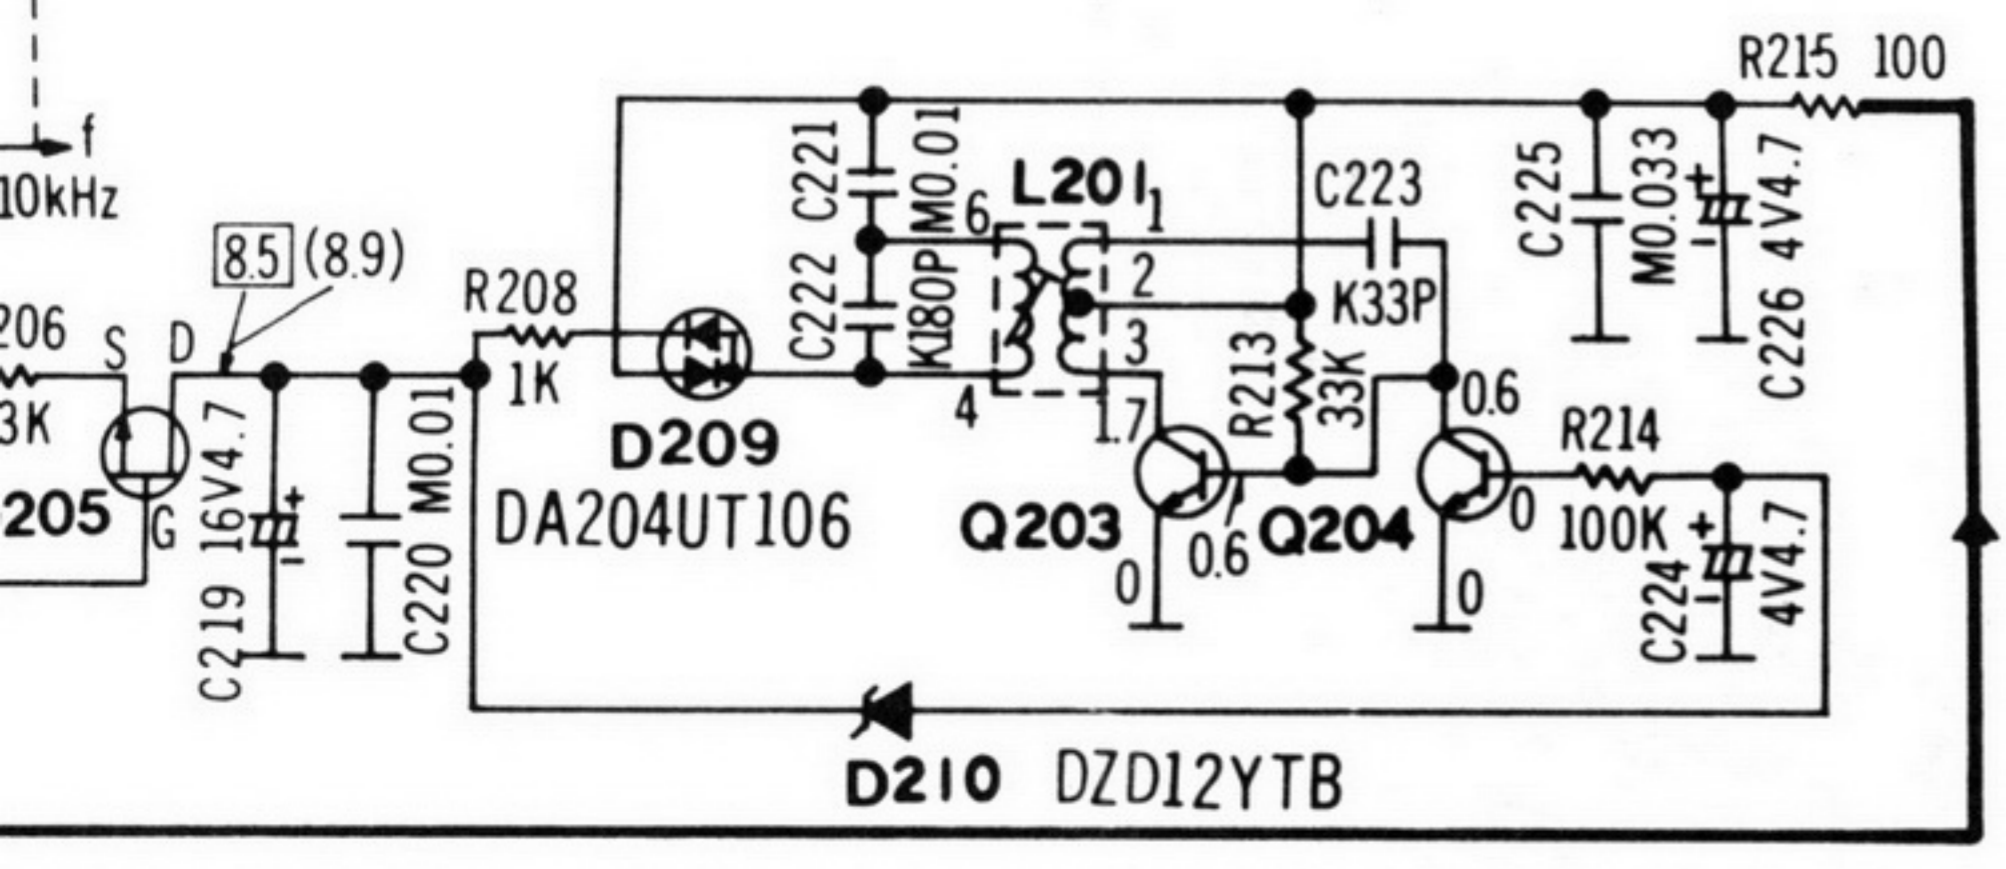 R215 100
f
10kHz
8.5 (8.9)
206
S
D
3K
205
G
C219 16V4.7
+
-
C220 M0.01
R208
1K
D209
DA204UT106
C221
M0.01
C222
K180P
L201
6
4
1
2
3
C223
K33P
1.7
R213
33K
Q203
0
0.6
Q204
0.6
0
0
R214
100K
C224
4V4.7
+
-
C225
M0.033
C226 4V4.7
+
-
D210 DZD12YTB